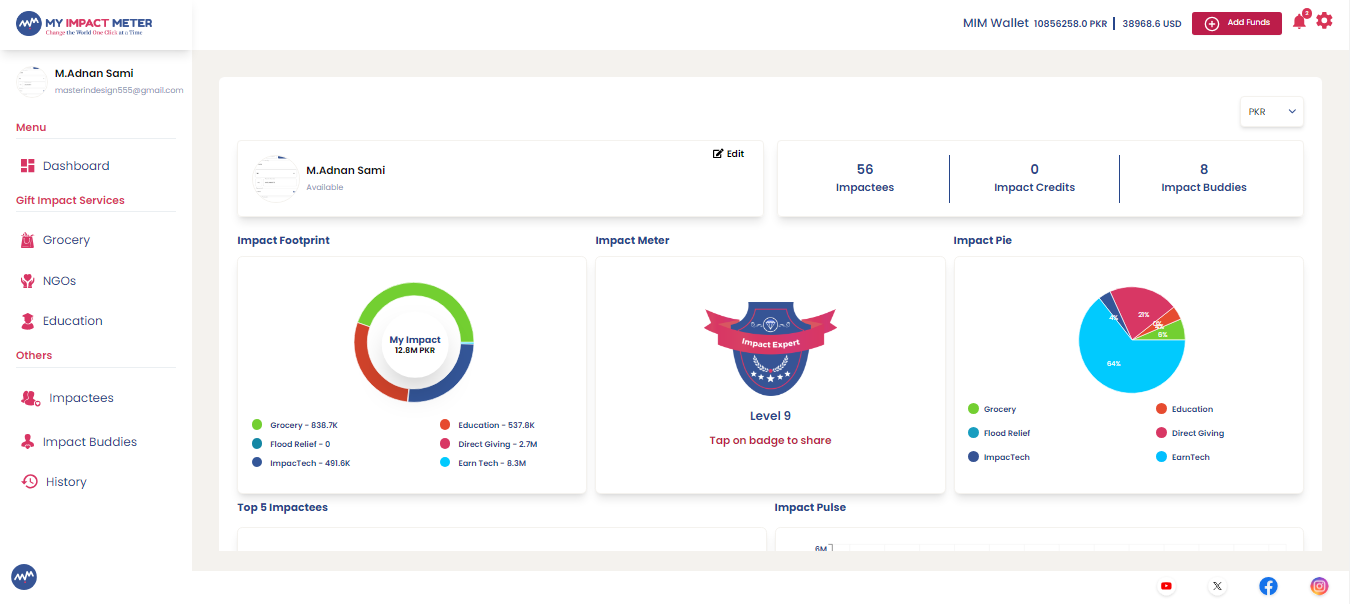 MY IMPACT METER
Change the World One Click at a Time
MIM Wallet 10856258.0 PKR | 38968.6 USD
Add Funds
2
M.Adnan Sami
masterindesign555@gmail.com
Menu
Dashboard
Gift Impact Services
Grocery
NGOs
Education
Others
Impactees
Impact Buddies
History
PKR
M.Adnan Sami
Available
Edit
56
Impactees
0
Impact Credits
8
Impact Buddies
Impact Footprint
My Impact
12.8M PKR
Grocery - 838.7K
Education - 537.8K
Flood Relief - 0
Direct Giving - 2.7M
ImpacTech - 491.6K
Earn Tech - 8.3M
Impact Meter
Impact Expert
Level 9
Tap on badge to share
Impact Pie
4%
21%
6%
64%
Grocery
Education
Flood Relief
Direct Giving
ImpacTech
EarnTech
Top 5 Impactees
Impact Pulse
6M